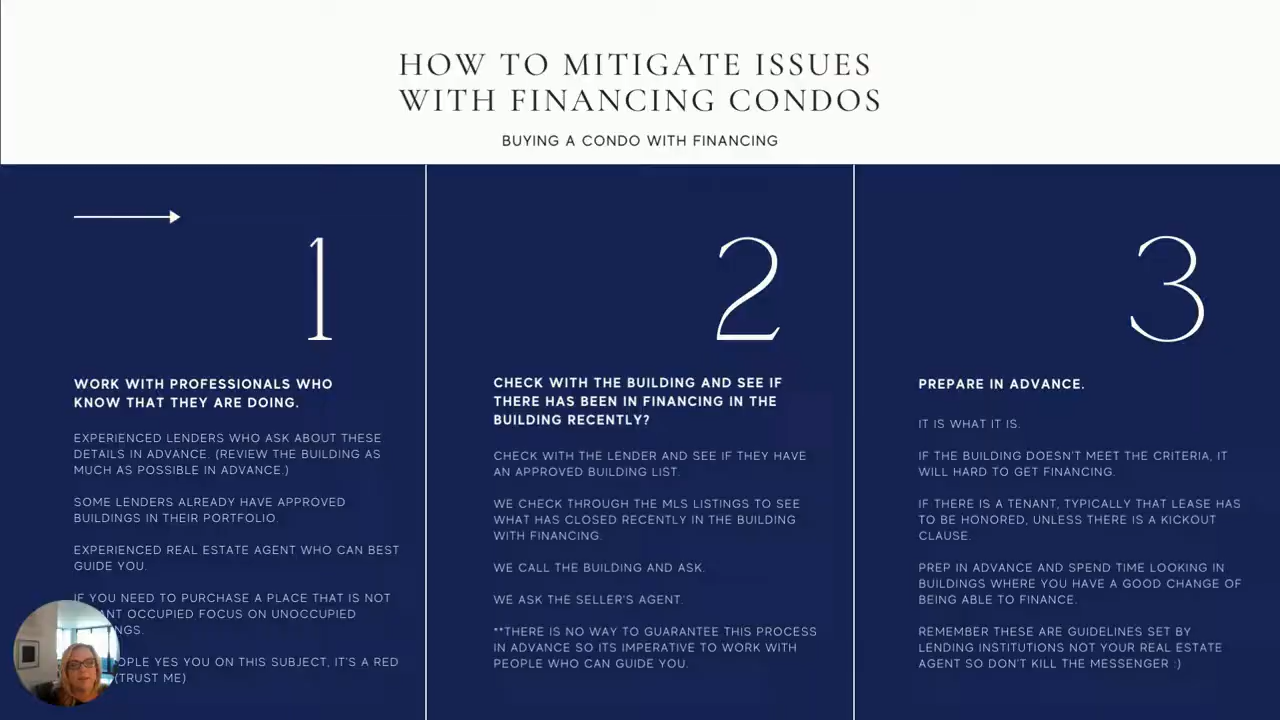 HOW TO MITIGATE ISSUES
WITH FINANCING CONDOS
BUYING A CONDO WITH FINANCING
1
WORK WITH PROFESSIONALS WHO
KNOW THAT THEY ARE DOING.
EXPERIENCED LENDERS WHO ASK ABOUT THESE
DETAILS IN ADVANCE. (REVIEW THE BUILDING AS
MUCH AS POSSIBLE IN ADVANCE.)
SOME LENDERS ALREADY HAVE APPROVED
BUILDINGS IN THEIR PORTFOLIO.
EXPERIENCED REAL ESTATE AGENT WHO CAN BEST
GUIDE YOU.
IF YOU NEED TO PURCHASE A PLACE THAT IS NOT
OCCUPIED FOCUS ON UNOCCUPIED
YES YOU ON THIS SUBJECT, IT'S A RED
(TRUST ME)
2
CHECK WITH THE BUILDING AND SEE IF
THERE HAS BEEN IN FINANCING IN THE
BUILDING RECENTLY?
CHECK WITH THE LENDER AND SEE IF THEY HAVE
AN APPROVED BUILDING LIST.
WE CHECK THROUGH THE MLS LISTINGS TO SEE
WHAT HAS CLOSED RECENTLY IN THE BUILDING
WITH FINANCING.
WE CALL THE BUILDING AND ASK.
WE ASK THE SELLER'S AGENT.
**THERE IS NO WAY TO GUARANTEE THIS PROCESS
IN ADVANCE SO ITS IMPERATIVE TO WORK WITH
PEOPLE WHO CAN GUIDE YOU.
3
PREPARE IN ADVANCE.
IT IS WHAT IT IS.
IF THE BUILDING DOESN'T MEET THE CRITERIA, IT
WILL HARD TO GET FINANCING.
IF THERE IS A TENANT, TYPICALLY THAT LEASE HAS
TO BE HONORED, UNLESS THERE IS A KICKOUT
CLAUSE.
PREP IN ADVANCE AND SPEND TIME LOOKING IN
BUILDINGS WHERE YOU HAVE A GOOD CHANGE OF
BEING ABLE TO FINANCE.
REMEMBER THESE ARE GUIDELINES SET BY
LENDING INSTITUTIONS NOT YOUR REAL ESTATE
AGENT SO DON'T KILL THE MESSENGER :)